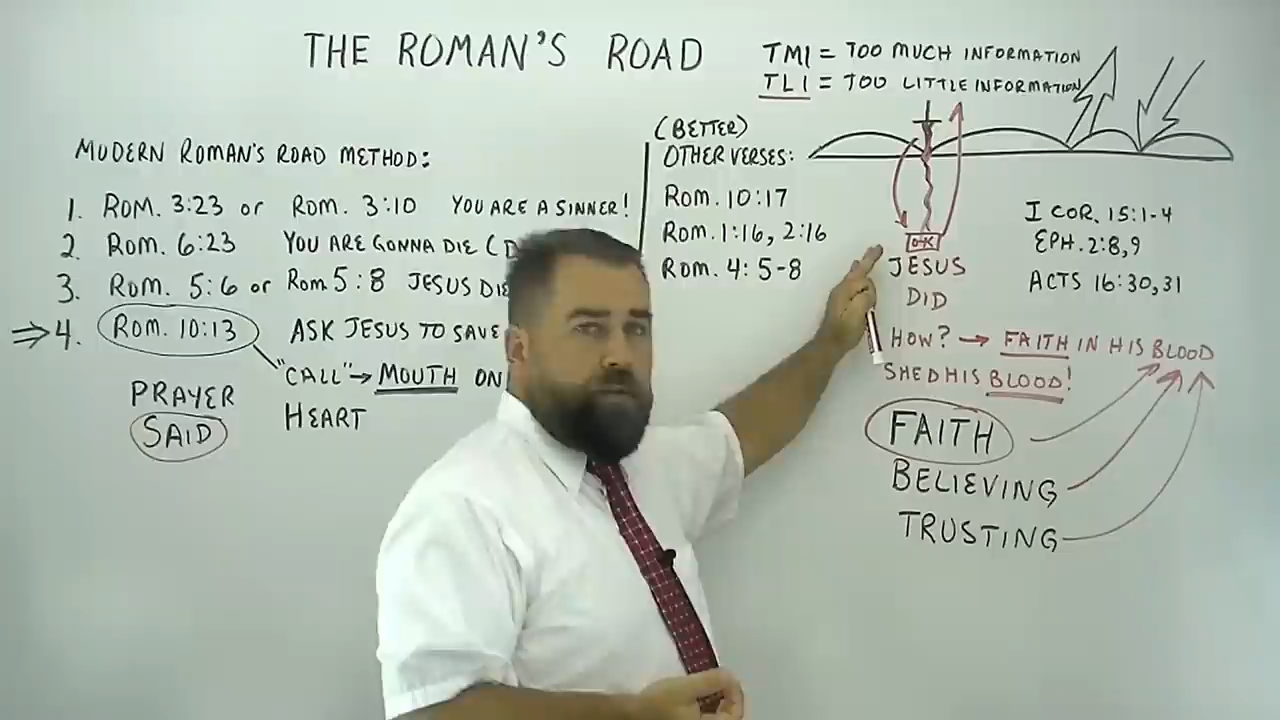 THE ROMAN'S ROAD
TMI = TOO MUCH INFORMATION
TLI = TOO LITTLE INFORMATION
MODERN ROMAN'S ROAD METHOD:
1. ROM. 3:23 or ROM. 3:10 YOU ARE A SINNER!
2. ROM. 6:23 YOU ARE GONNA DIE (D
3. ROM. 5:6 or Rom 5:8 JESUS DIE
4. Rom. 10:13 ASK JESUS TO SAVE
"CALL" → MOUTH ON
HEART
PRAYER
SAID
(BETTER)
OTHER VERSES:
Rom. 10:17
Rom. 1:16, 2:16
Rom. 4:5-8
JESUS
DID
HOW? → FAITH IN HIS BLOOD
SHED HIS BLOOD!
FAITH
BELIEVING
TRUSTING
I COR. 15:1-4
EPH. 2:8,9
ACTS 16:30,31